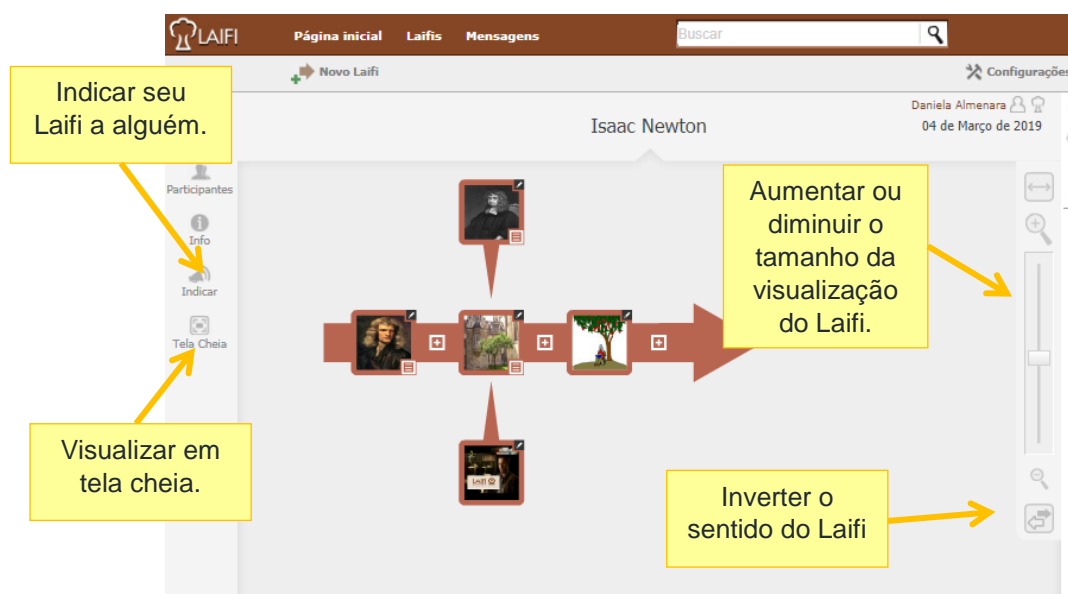 LAIFI
Página inicial Laifis Mensagens Buscar
Novo Laifi Configurações
Indicar seu
Laifi a alguém.
Isaac Newton
Daniela Almenara
04 de Março de 2019
Participantes
Info
Indicar
Tela Cheia
Aumentar ou
diminuir o
tamanho da
visualização
do Laifi.
Visualizar em
tela cheia.
LAIFI
Inverter o
sentido do Laifi